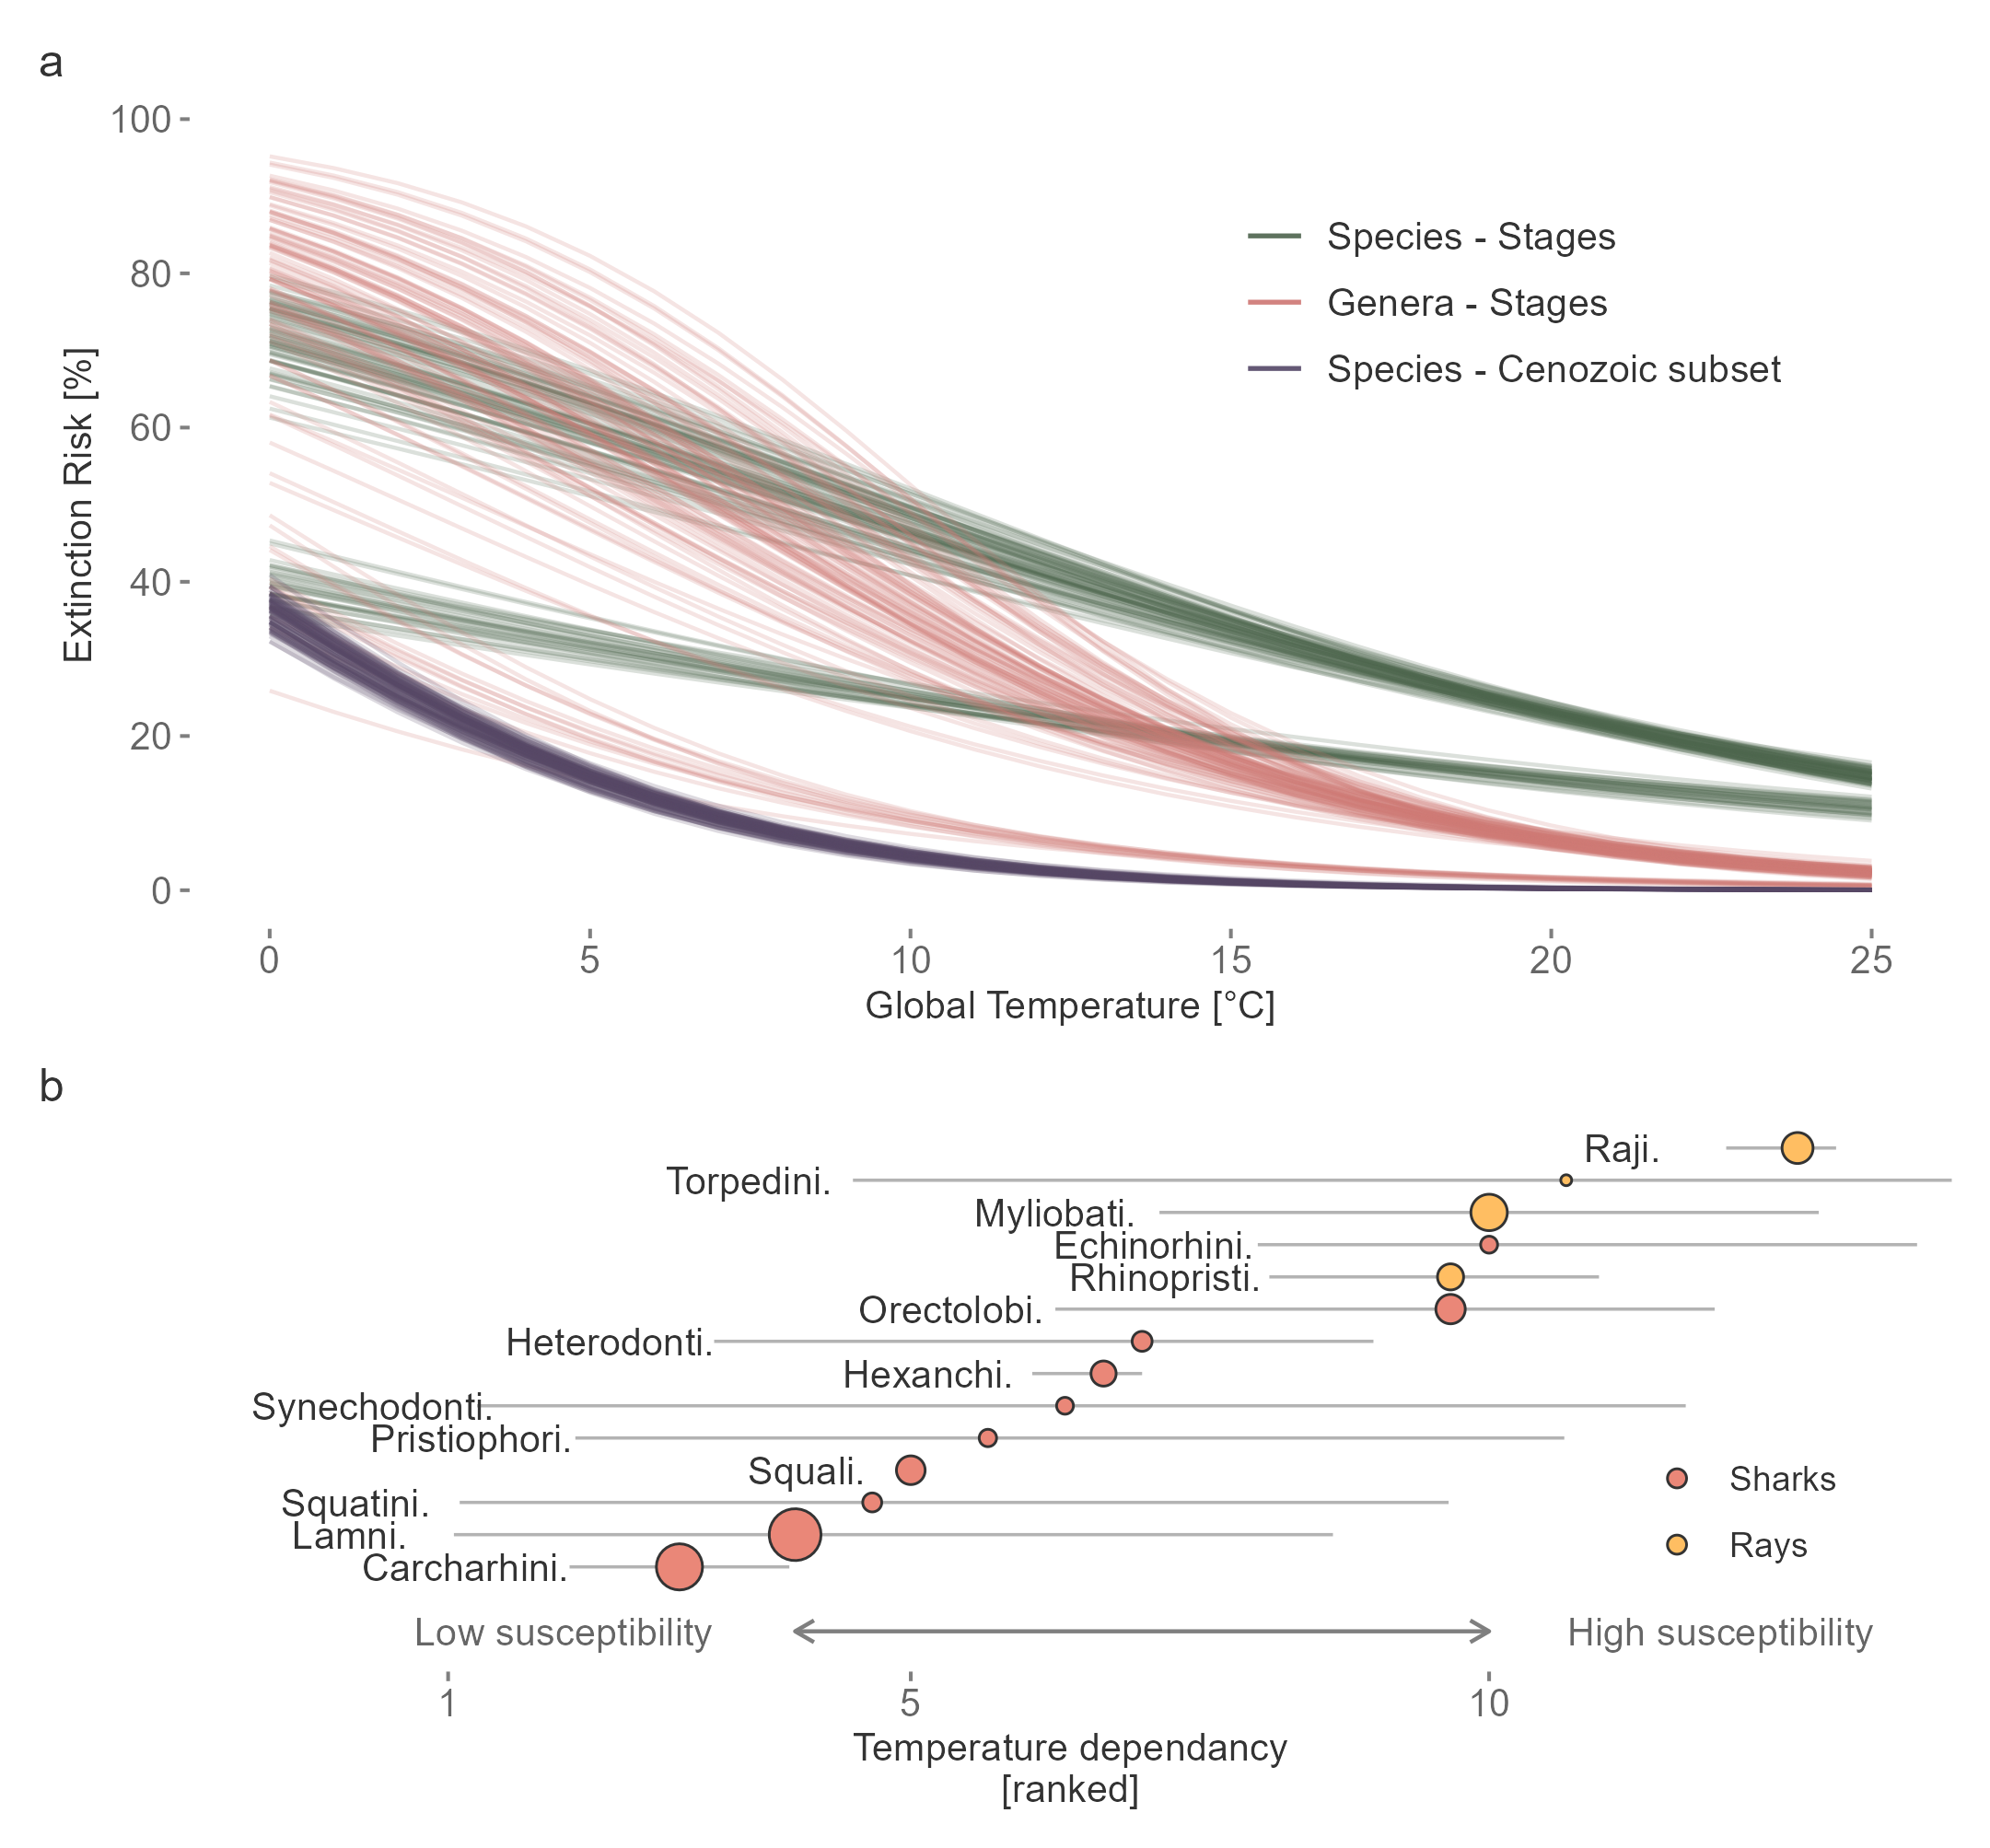 a
100
80
60
40
20
0
Extinction Risk [%]
Species - Stages
Genera - Stages
Species - Cenozoic subset
0 5 10 15 20 25
Global Temperature [°C]
b
Raji.
Torpedini.
Myliobati.
Echinorhini.
Rhinopristi.
Orectolobi.
Heterodonti.
Hexanchi.
Synechodonti.
Pristiophori.
Squali.
Squatini.
Lamni.
Carcharhini.
Sharks
Rays
Low susceptibility High susceptibility
1 5 10
Temperature dependancy
[ranked]